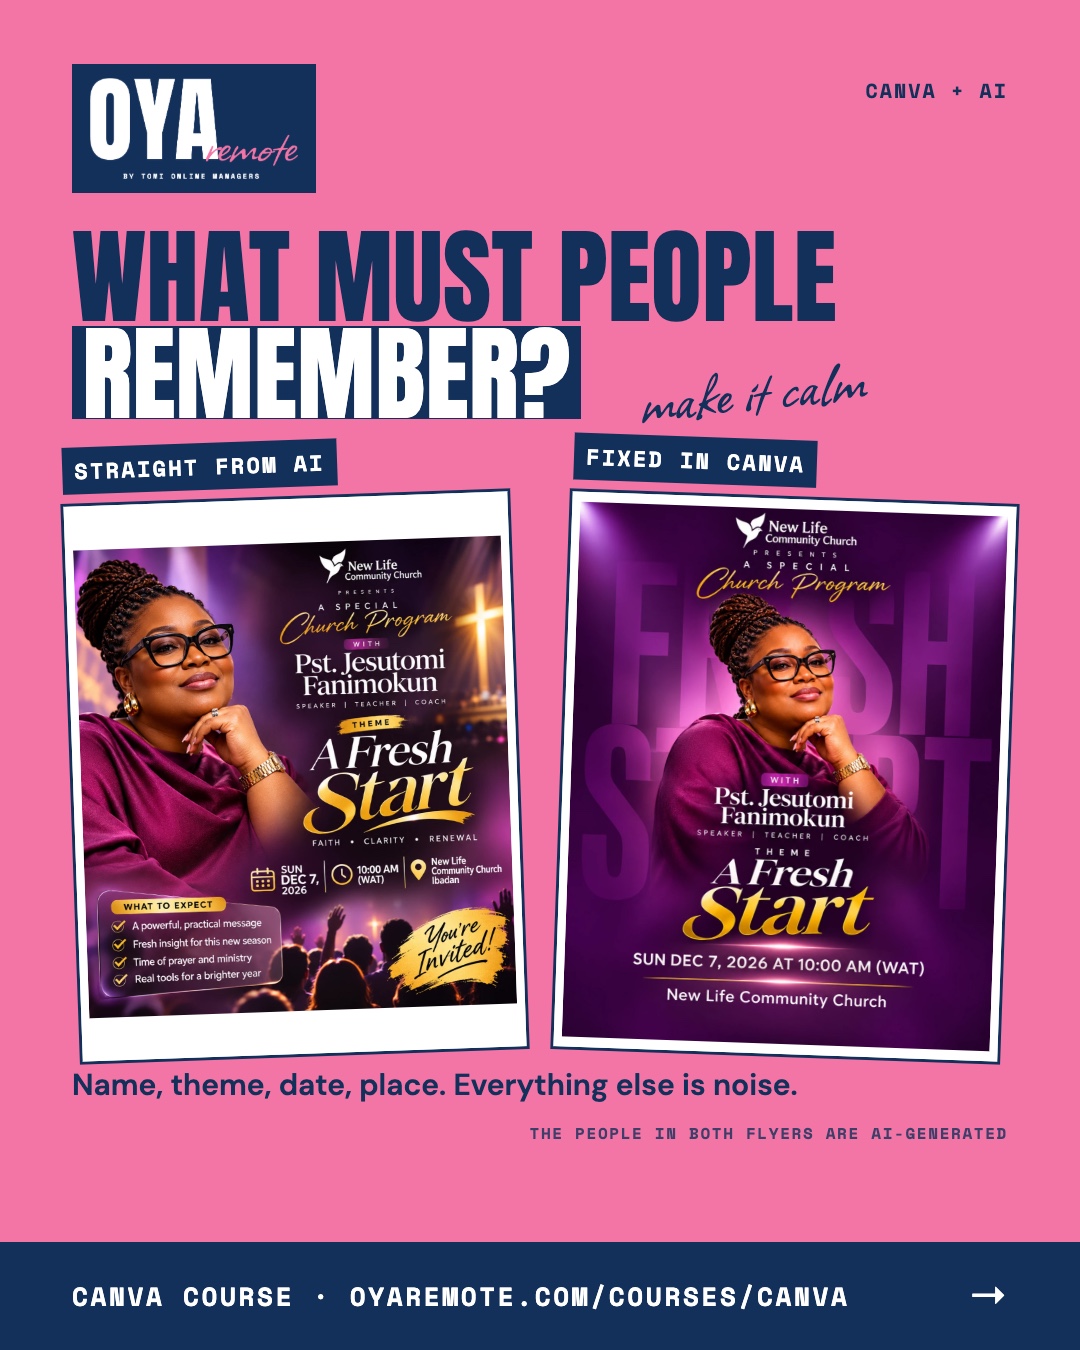 OYA
remote
BY TOMI ONLINE MANAGERS
CANVA + AI
WHAT MUST PEOPLE
REMEMBER?
make it calm
STRAIGHT FROM AI
New Life
Community Church
PRESENTS
A SPECIAL
Church Program
WITH
Pst. Jesutomi
Fanimokun
SPEAKER | TEACHER | COACH
THEME
A Fresh
Start
FAITH • CLARITY • RENEWAL
SUN
DEC 7,
2026
10:00 AM
(WAT)
New Life
Community Church
Ibadan
WHAT TO EXPECT
A powerful, practical message
Fresh insight for this new season
Time of prayer and ministry
Real tools for a brighter year
You're
Invited!
FIXED IN CANVA
New Life
Community Church
PRESENTS
A SPECIAL
Church Program
FRESH
START
WITH
Pst. Jesutomi
Fanimokun
SPEAKER | TEACHER | COACH
THEME
A Fresh
Start
SUN DEC 7, 2026 AT 10:00 AM (WAT)
New Life Community Church
Name, theme, date, place. Everything else is noise.
THE PEOPLE IN BOTH FLYERS ARE AI-GENERATED
CANVA COURSE · OYAREMOTE.COM/COURSES/CANVA →